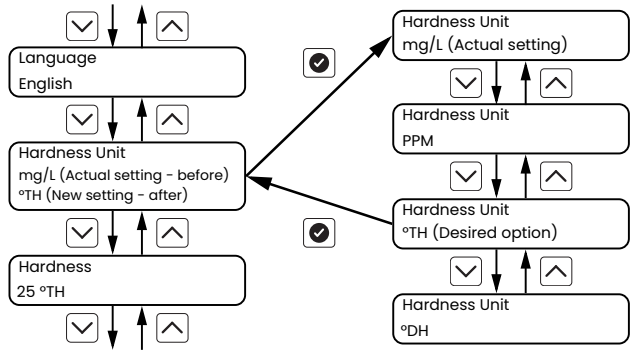 Language
English
Hardness Unit
mg/L (Actual setting - before)
°TH (New setting - after)
Hardness
25 °TH
Hardness Unit
mg/L (Actual setting)
Hardness Unit
PPM
Hardness Unit
°TH (Desired option)
Hardness Unit
°DH